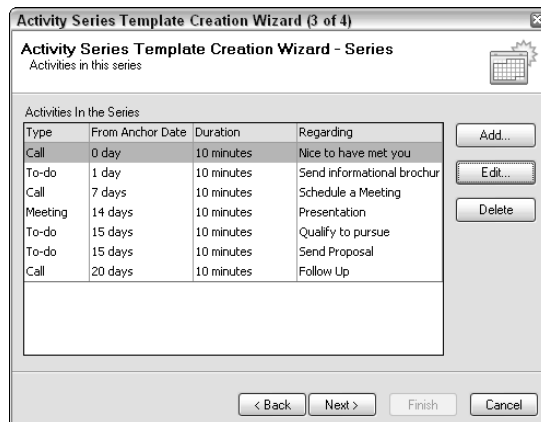 Activity Series Template Creation Wizard (3 of 4)
Activity Series Template Creation Wizard - Series
Activities in this series
Activities In the Series
Type From Anchor Date Duration Regarding
Call 0 day 10 minutes Nice to have met you
To-do 1 day 10 minutes Send informational brochur
Call 7 days 10 minutes Schedule a Meeting
Meeting 14 days 10 minutes Presentation
To-do 15 days 10 minutes Qualify to pursue
To-do 15 days 10 minutes Send Proposal
Call 20 days 10 minutes Follow Up
Add...
Edit...
Delete
< Back Next > Finish Cancel